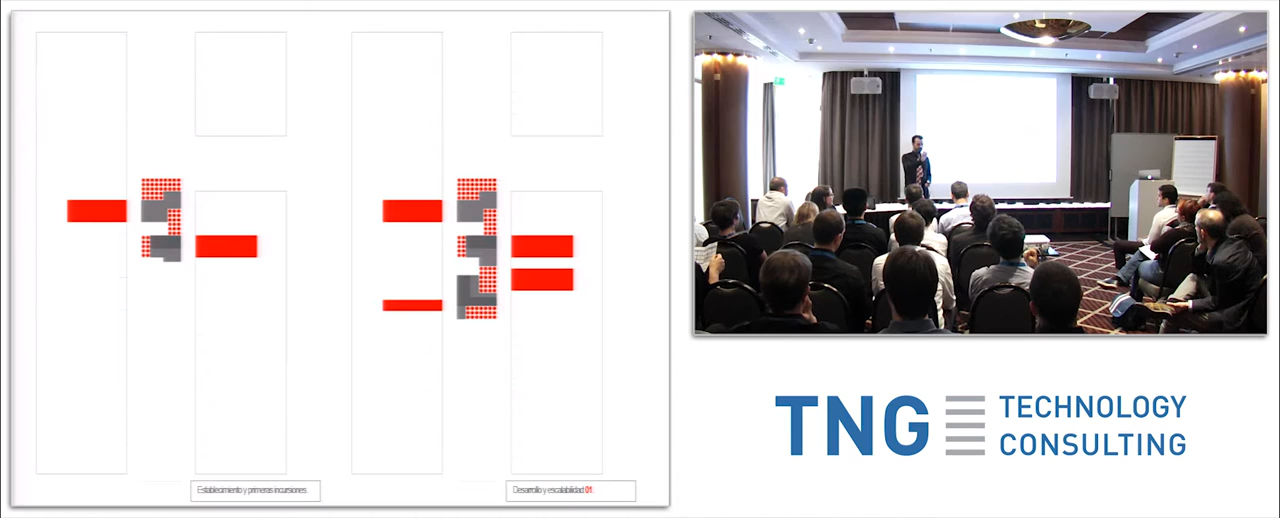 Establecimiento y primeras incursiones.
Desarrollo y escalabilidad 01.
TNG TECHNOLOGY
CONSULTING